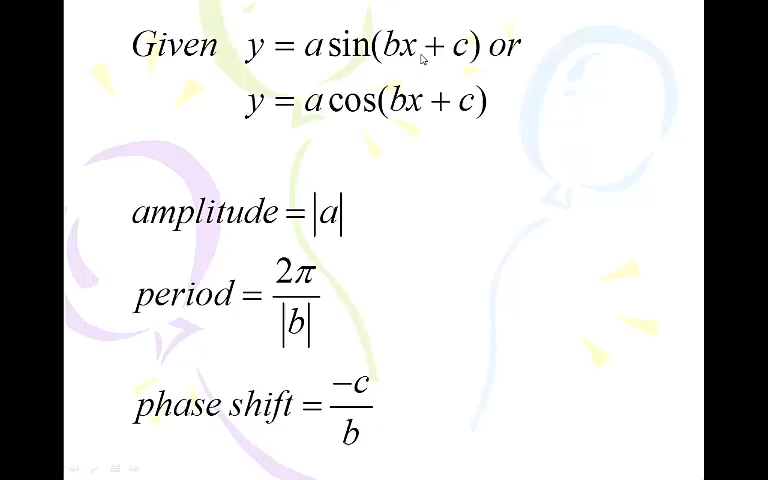 Given y = a sin(bx + c) or
y = a cos(bx + c)
amplitude = |a|
period = 2π / |b|
phase shift = −c / b